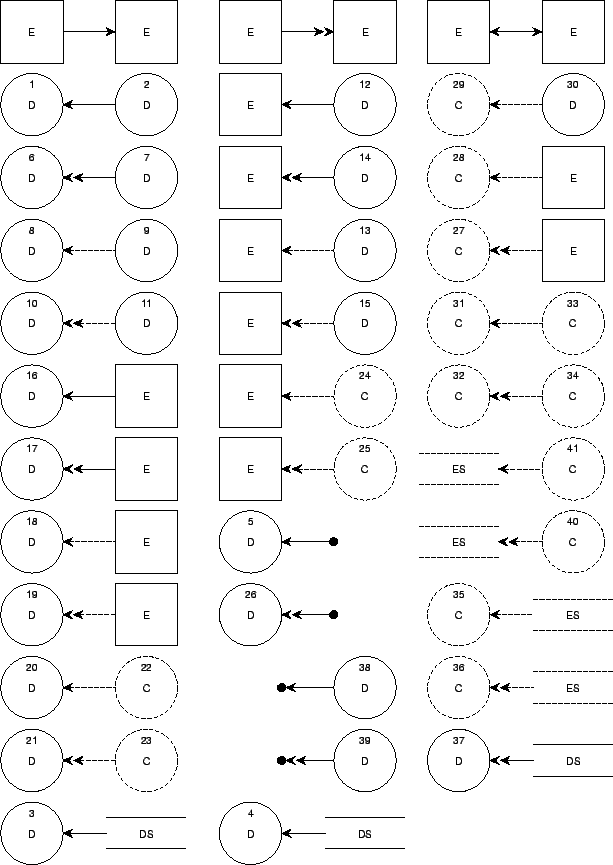 E E E E E E
1 2 12 29 30
D D E D C D
6 7 14 28
D D E D C E
8 9 13 27
D D E D C E
10 11 15 31 33
D D E D C C
16 24 32 34
D E E C C C
17 25 41
D E E C ES C
18 5 40
D E D ES C
19 26 35
D E D C ES
20 22 38 36
D C D C ES
21 23 39 37
D C D D DS
3 4
D DS D DS